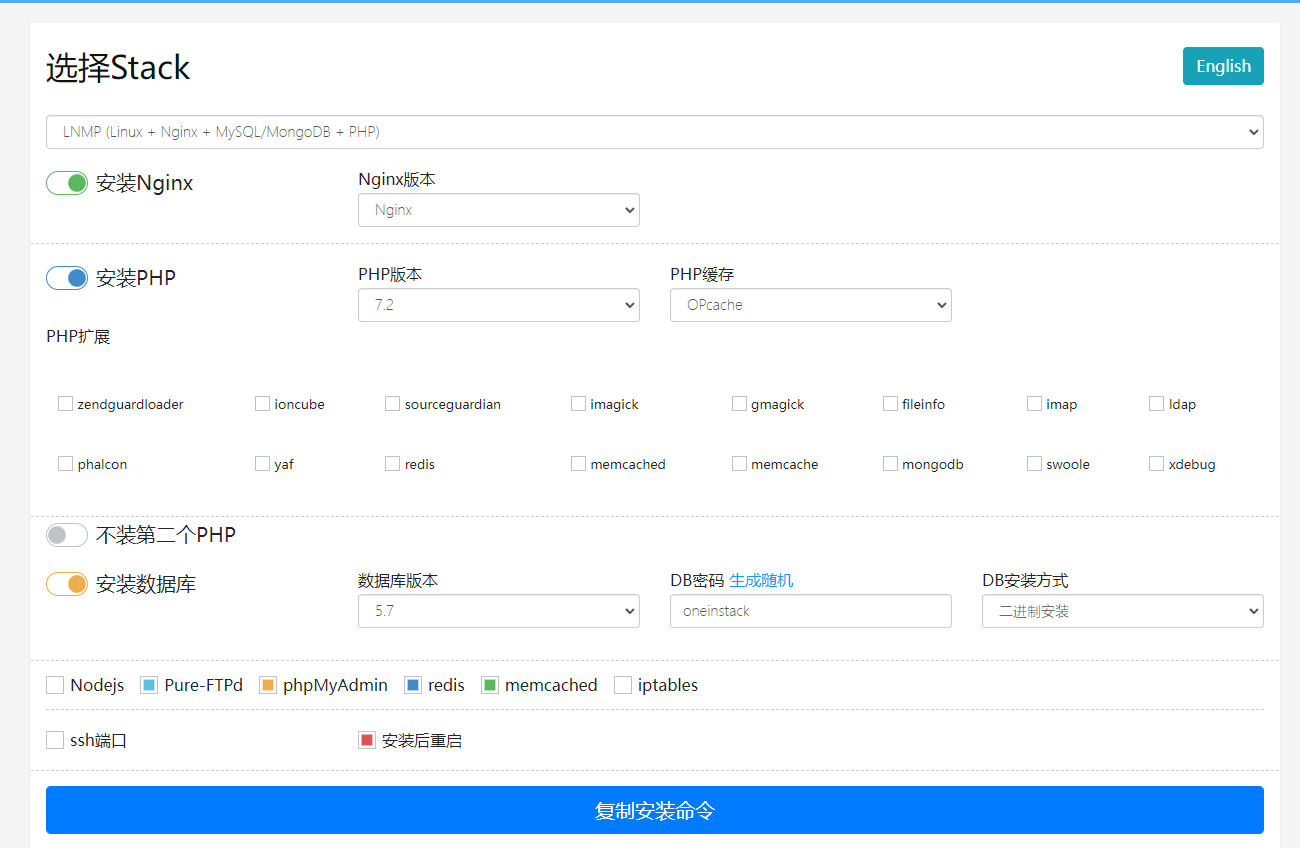 选择Stack
English
LNMP (Linux + Nginx + MySQL/MongoDB + PHP)
安装Nginx
Nginx版本
Nginx
安装PHP
PHP版本
PHP缓存
7.2
OPcache
PHP扩展
zendguardloader ioncube sourceguardian imagick gmagick fileinfo imap ldap
phalcon yaf redis memcached memcache mongodb swoole xdebug
不装第二个PHP
安装数据库
数据库版本
DB密码 生成随机
DB安装方式
5.7
oneinstack
二进制安装
Nodejs Pure-FTPd phpMyAdmin redis memcached iptables
ssh端口 安装后重启
复制安装命令